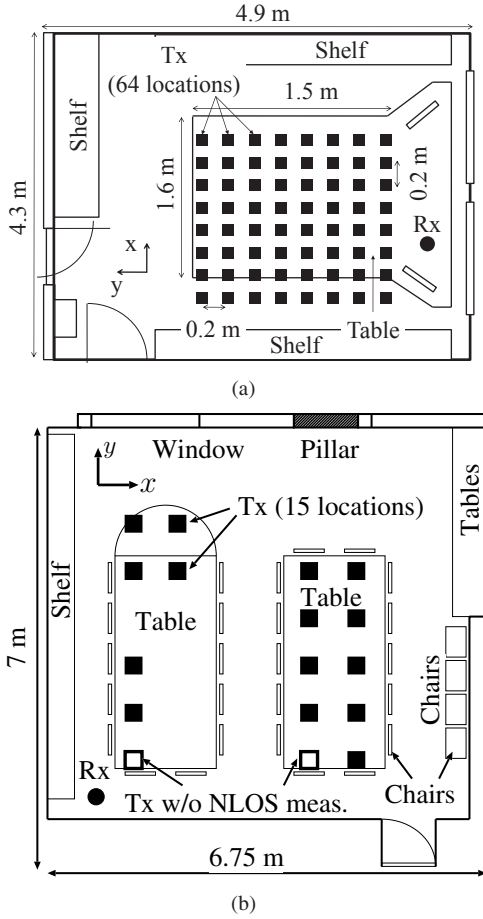 4.9 m
Tx
(64 locations)
Shelf
1.5 m
Shelf
1.6 m
0.2 m
4.3 m
Rx
x
y
0.2 m
Table
Shelf
(a)
Window
Pillar
y
x
Tx (15 locations)
Tables
Shelf
Table
Table
7 m
Chairs
Rx
Tx w/o NLOS meas.
Chairs
6.75 m
(b)